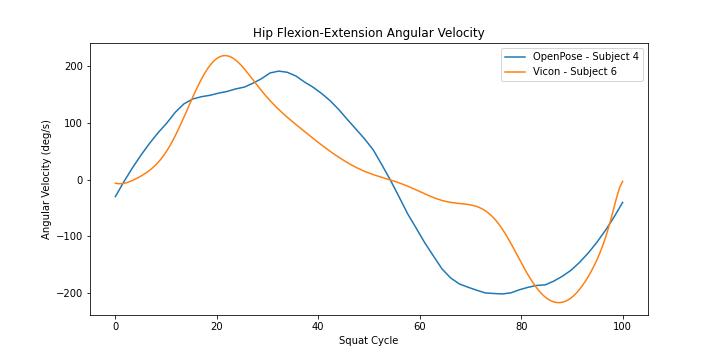 Hip Flexion-Extension Angular Velocity
OpenPose - Subject 4
Vicon - Subject 6
Angular Velocity (deg/s)
200
100
0
−100
−200
0 20 40 60 80 100
Squat Cycle